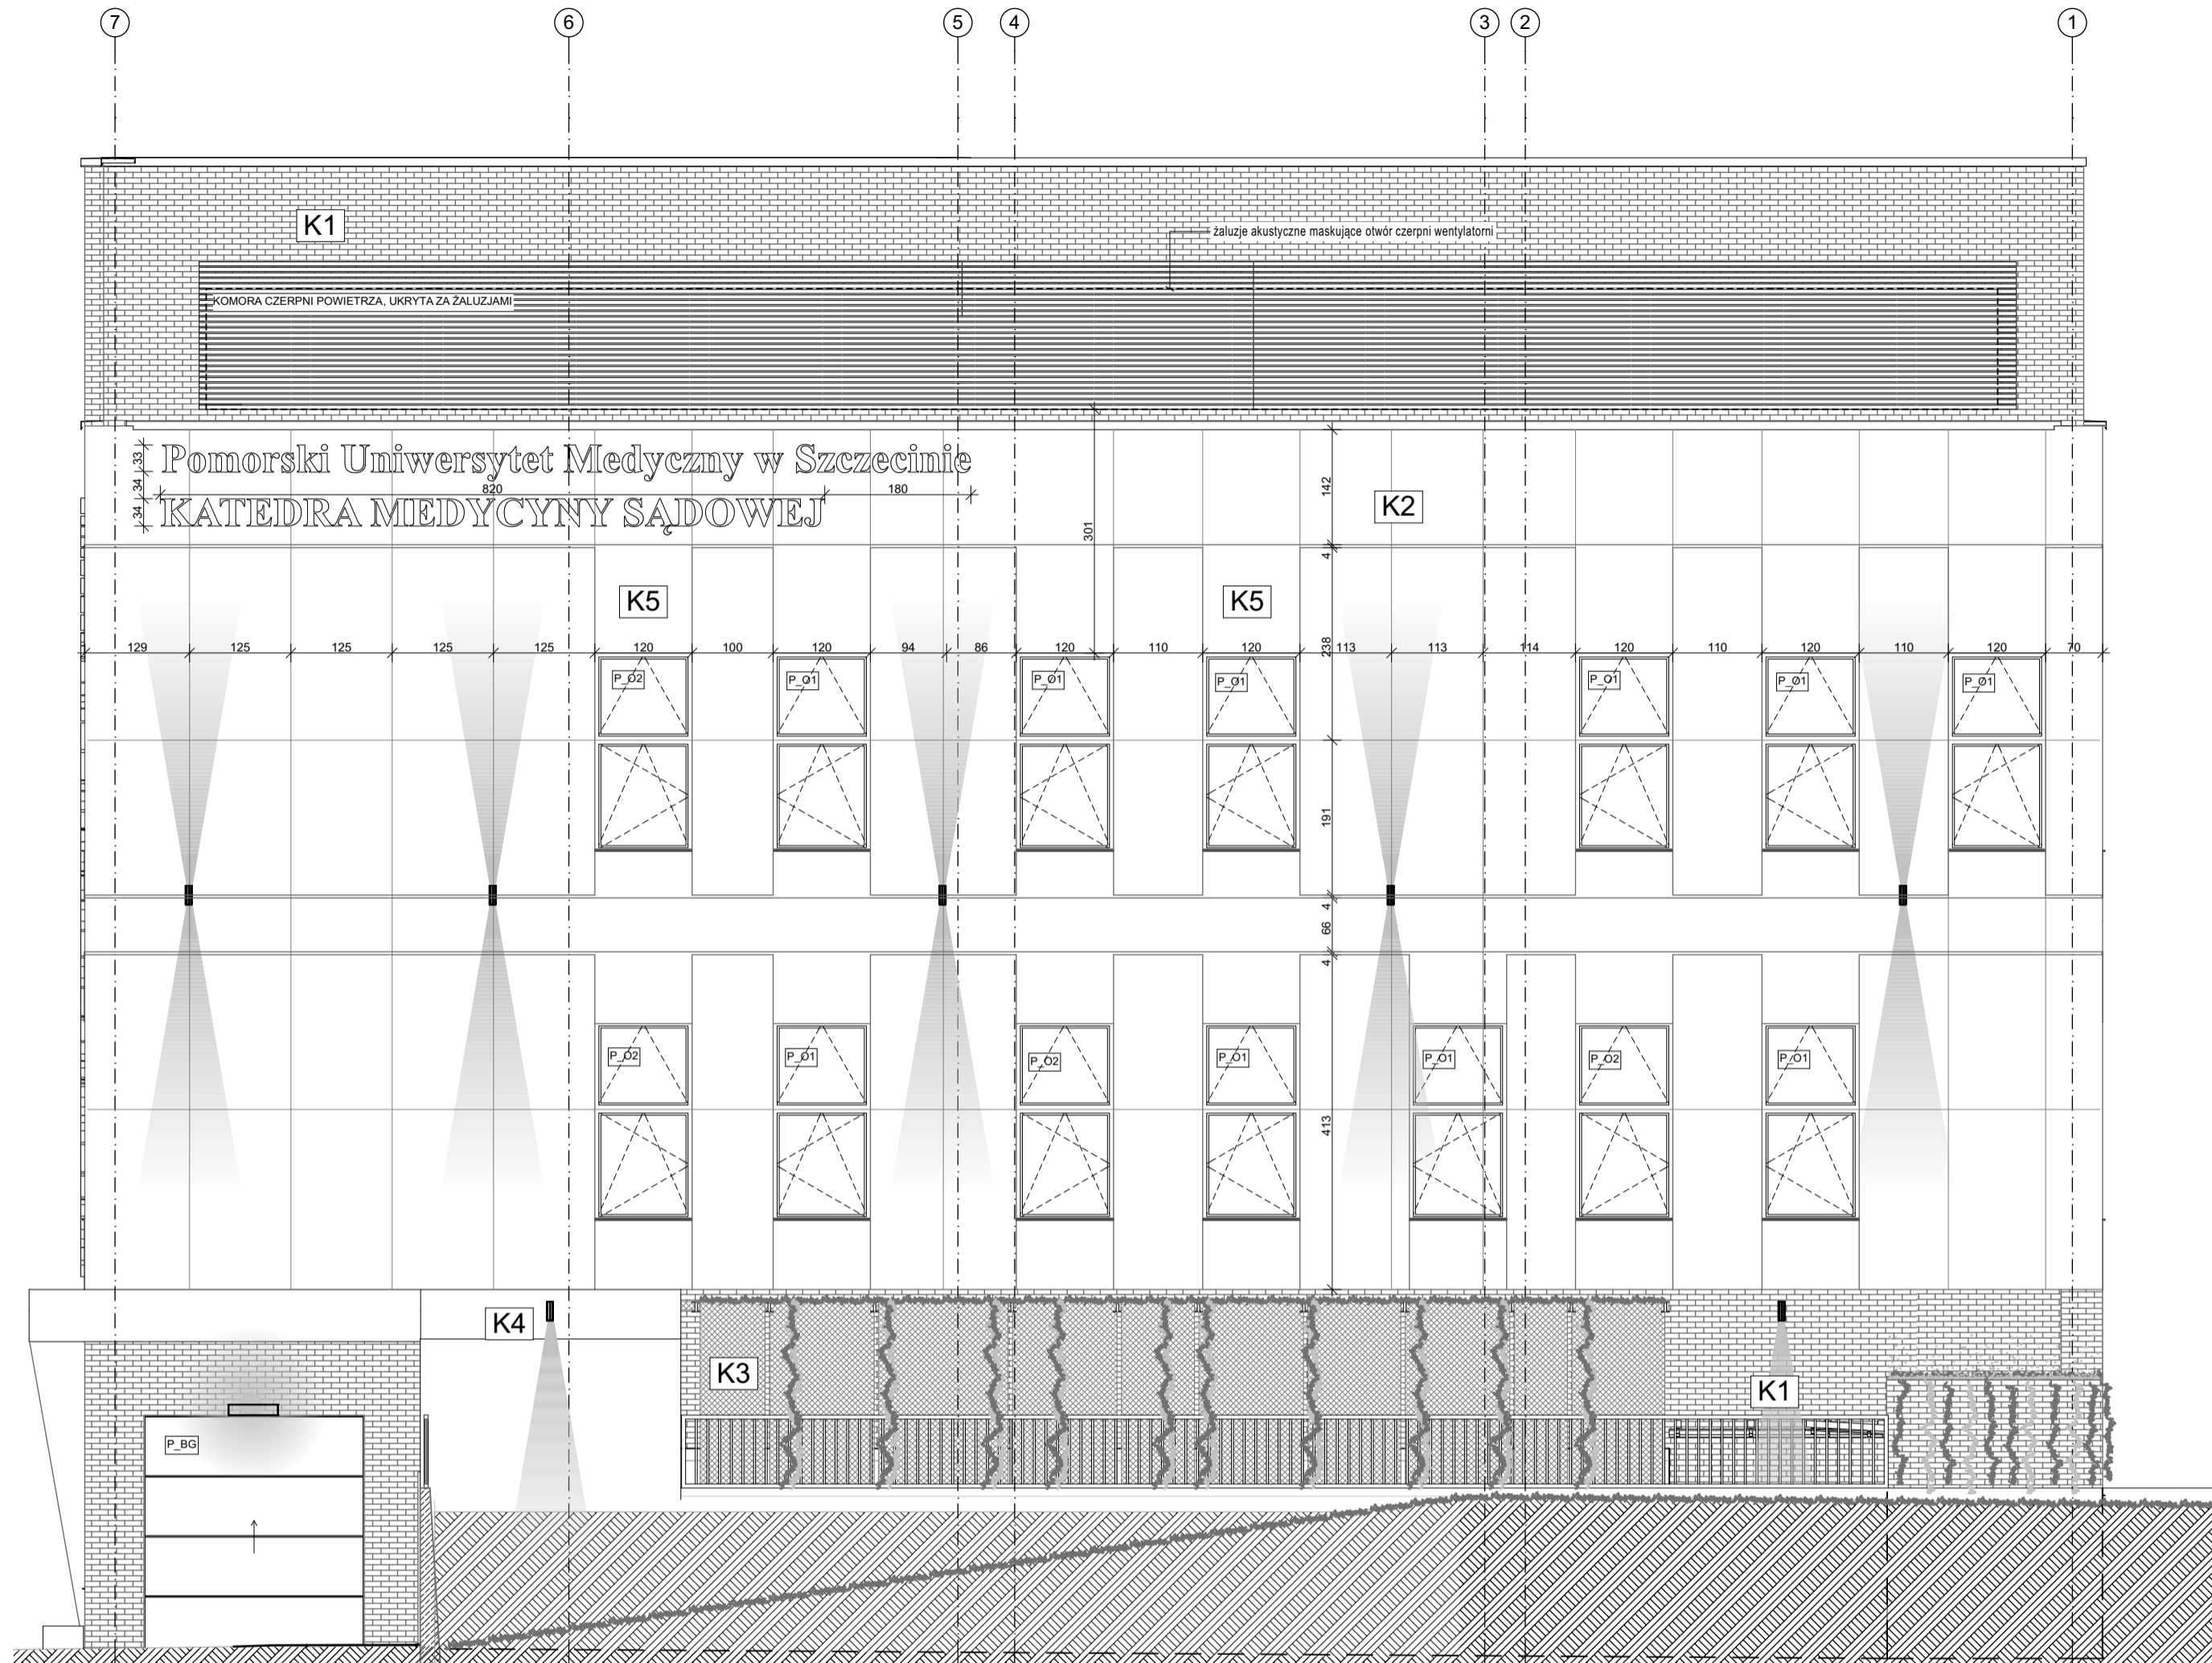 7 6 5 4 3 2 1
K1
żaluzje akustyczne maskujące otwór czerpni wentylatorni
KOMORA CZERPNI POWIETRZA, UKRYTA ZA ŻALUZJAMI
33 Pomorski Uniwersytet Medyczny w Szczecinie
34 820 180
34 KATEDRA MEDYCYNY SĄDOWEJ
142
K2
301
4
K5 K5
238
129 125 125 125 125 120 100 120 94 86 120 110 120 113 113 114 120 110 120 110 120 70
P_O2 P_O1 P_O1 P_O1 P_O1 P_O1 P_O1
191
4
66
4
P_O2 P_O1 P_O2 P_O1 P_O1 P_O2 P_O1
413
K4
K3
K1
P_BG